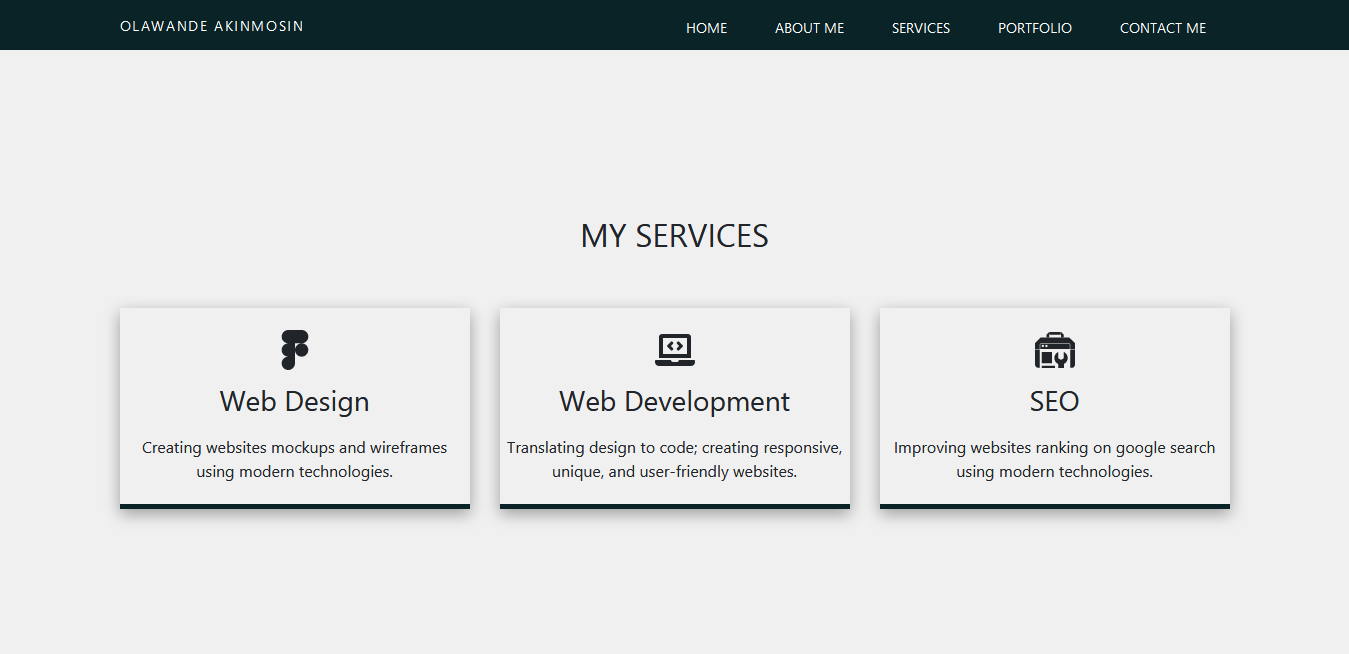 OLAWANDE AKINMOSIN
HOME ABOUT ME SERVICES PORTFOLIO CONTACT ME
MY SERVICES
Web Design
Creating websites mockups and wireframes
using modern technologies.
Web Development
Translating design to code; creating responsive,
unique, and user-friendly websites.
SEO
Improving websites ranking on google search
using modern technologies.